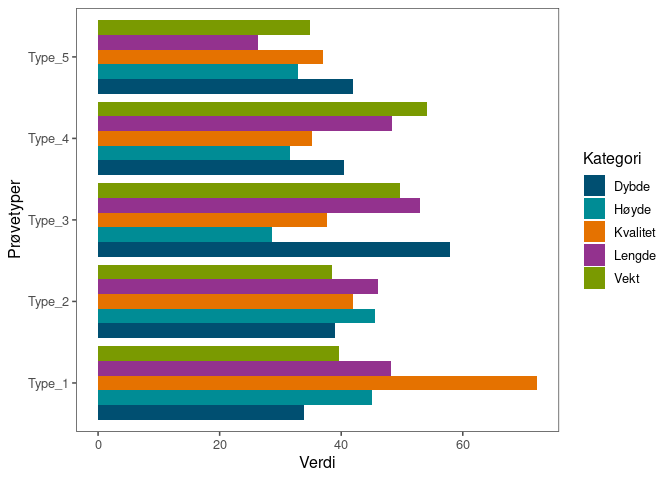 Prøvetyper
Type_5
Type_4
Type_3
Type_2
Type_1
0 20 40 60
Verdi
Kategori
Dybde
Høyde
Kvalitet
Lengde
Vekt